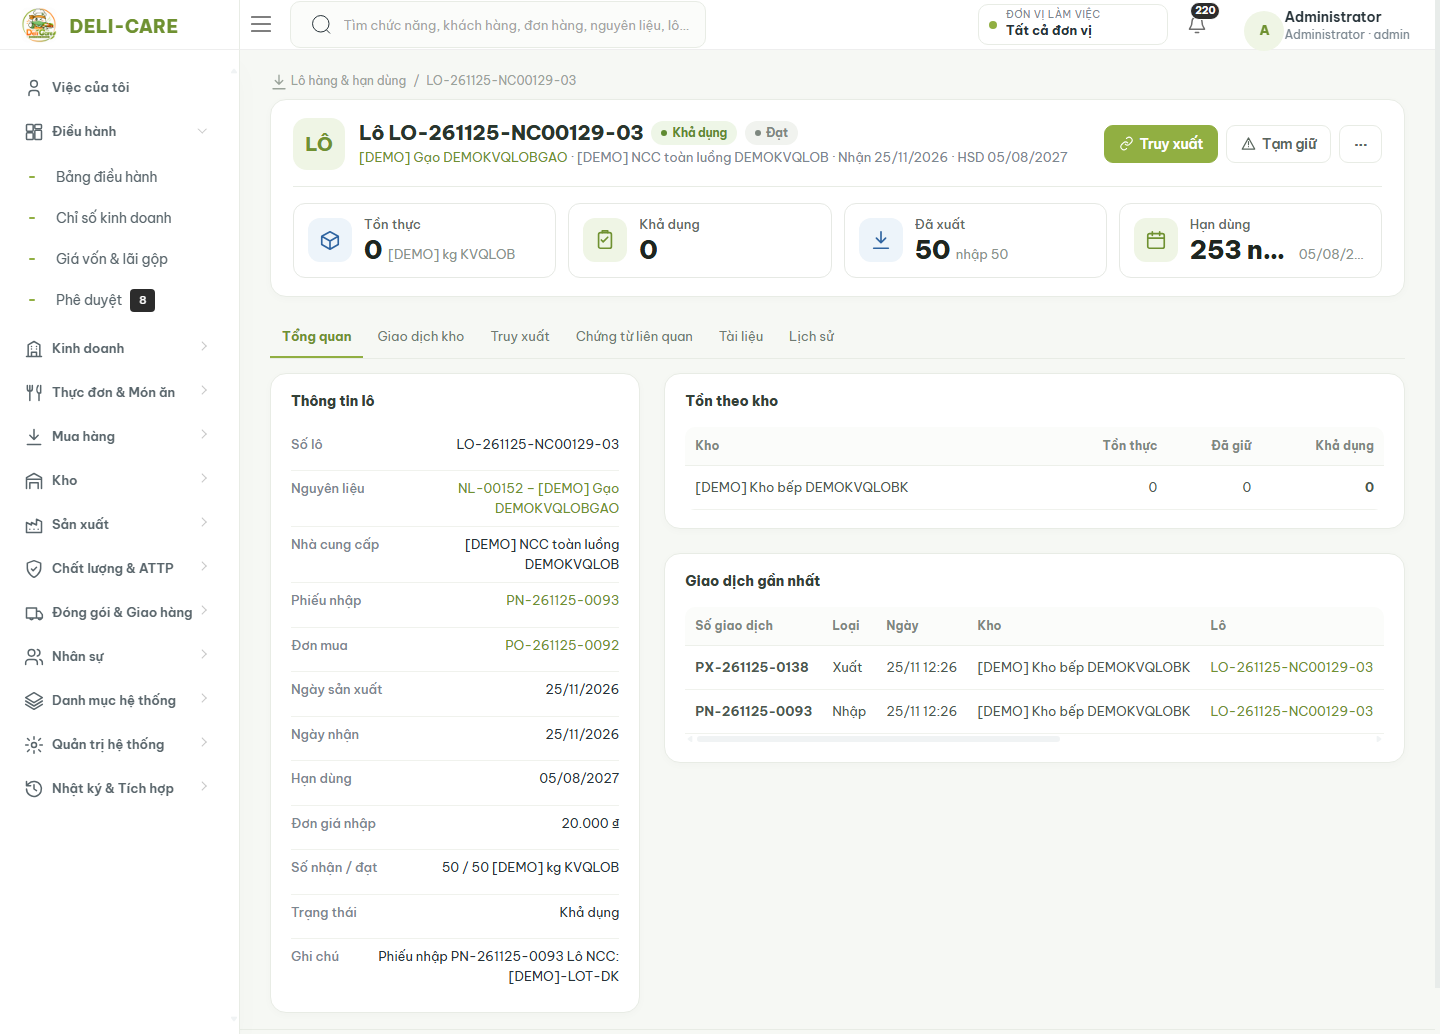 DELI-CARE
Tìm chức năng, khách hàng, đơn hàng, nguyên liệu, lô...
ĐƠN VỊ LÀM VIỆC
Tất cả đơn vị
220
A
Administrator
Administrator · admin
Việc của tôi
Điều hành
Bảng điều hành
Chỉ số kinh doanh
Giá vốn & lãi gộp
Phê duyệt 8
Kinh doanh
Thực đơn & Món ăn
Mua hàng
Kho
Sản xuất
Chất lượng & ATTP
Đóng gói & Giao hàng
Nhân sự
Danh mục hệ thống
Quản trị hệ thống
Nhật ký & Tích hợp
Lô hàng & hạn dùng / LO-261125-NC00129-03
LÔ
Lô LO-261125-NC00129-03 Khả dụng Đạt
[DEMO] Gạo DEMOKVQLOBGAO · [DEMO] NCC toàn luồng DEMOKVQLOB · Nhận 25/11/2026 · HSD 05/08/2027
Truy xuất
Tạm giữ
...
Tồn thực
0 [DEMO] kg KVQLOB
Khả dụng
0
Đã xuất
50 nhập 50
Hạn dùng
253 n... 05/08/2...
Tổng quan
Giao dịch kho
Truy xuất
Chứng từ liên quan
Tài liệu
Lịch sử
Thông tin lô
Số lô LO-261125-NC00129-03
Nguyên liệu NL-00152 – [DEMO] Gạo
DEMOKVQLOBGAO
Nhà cung cấp [DEMO] NCC toàn luồng
DEMOKVQLOB
Phiếu nhập PN-261125-0093
Đơn mua PO-261125-0092
Ngày sản xuất 25/11/2026
Ngày nhận 25/11/2026
Hạn dùng 05/08/2027
Đơn giá nhập 20.000 ₫
Số nhận / đạt 50 / 50 [DEMO] kg KVQLOB
Trạng thái Khả dụng
Ghi chú Phiếu nhập PN-261125-0093 Lô NCC:
[DEMO]-LOT-DK
Tồn theo kho
Kho Tồn thực Đã giữ Khả dụng
[DEMO] Kho bếp DEMOKVQLOBK 0 0 0
Giao dịch gần nhất
Số giao dịch Loại Ngày Kho Lô
PX-261125-0138 Xuất 25/11 12:26 [DEMO] Kho bếp DEMOKVQLOBK LO-261125-NC00129-03
PN-261125-0093 Nhập 25/11 12:26 [DEMO] Kho bếp DEMOKVQLOBK LO-261125-NC00129-03